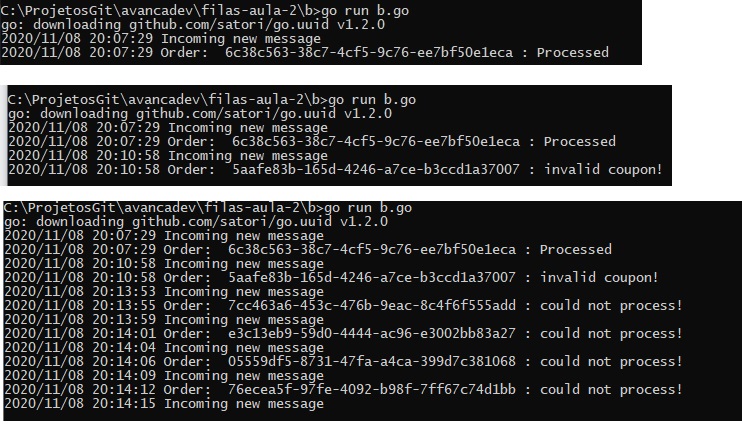 C:\ProjetosGit\avancadev\filas-aula-2\b>go run b.go
go: downloading github.com/satori/go.uuid v1.2.0
2020/11/08 20:07:29 Incoming new message
2020/11/08 20:07:29 Order:  6c38c563-38c7-4cf5-9c76-ee7bf50e1eca : Processed
C:\ProjetosGit\avancadev\filas-aula-2\b>go run b.go
go: downloading github.com/satori/go.uuid v1.2.0
2020/11/08 20:07:29 Incoming new message
2020/11/08 20:07:29 Order:  6c38c563-38c7-4cf5-9c76-ee7bf50e1eca : Processed
2020/11/08 20:10:58 Incoming new message
2020/11/08 20:10:58 Order:  5aafe83b-165d-4246-a7ce-b3ccd1a37007 : invalid coupon!
C:\ProjetosGit\avancadev\filas-aula-2\b>go run b.go
go: downloading github.com/satori/go.uuid v1.2.0
2020/11/08 20:07:29 Incoming new message
2020/11/08 20:07:29 Order:  6c38c563-38c7-4cf5-9c76-ee7bf50e1eca : Processed
2020/11/08 20:10:58 Incoming new message
2020/11/08 20:10:58 Order:  5aafe83b-165d-4246-a7ce-b3ccd1a37007 : invalid coupon!
2020/11/08 20:13:53 Incoming new message
2020/11/08 20:13:55 Order:  7cc463a6-453c-476b-9eac-8c4f6f555add : could not process!
2020/11/08 20:13:59 Incoming new message
2020/11/08 20:14:01 Order:  e3c13eb9-59d0-4444-ac96-e3002bb83a27 : could not process!
2020/11/08 20:14:04 Incoming new message
2020/11/08 20:14:06 Order:  05559df5-8731-47fa-a4ca-399d7c381068 : could not process!
2020/11/08 20:14:09 Incoming new message
2020/11/08 20:14:12 Order:  76ecea5f-97fe-4092-b98f-7ff67c74d1bb : could not process!
2020/11/08 20:14:15 Incoming new message